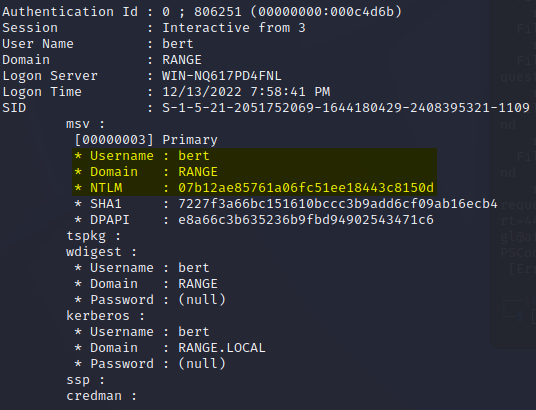 Authentication Id : 0 ; 806251 (00000000:000c4d6b)
Session           : Interactive from 3
User Name         : bert
Domain            : RANGE
Logon Server      : WIN-NQ617PD4FNL
Logon Time        : 12/13/2022 7:58:41 PM
SID               : S-1-5-21-2051752069-1644180429-2408395321-1109
        msv :
         [00000003] Primary
         * Username : bert
         * Domain   : RANGE
         * NTLM     : 07b12ae85761a06fc51ee18443c8150d
         * SHA1     : 7227f3a66bc151610bccc3b9add6cf09ab16ecb4
         * DPAPI    : e8a66c3b635236b9fbd94902543471c6
        tspkg :
        wdigest :
         * Username : bert
         * Domain   : RANGE
         * Password : (null)
        kerberos :
         * Username : bert
         * Domain   : RANGE.LOCAL
         * Password : (null)
        ssp :
        credman :